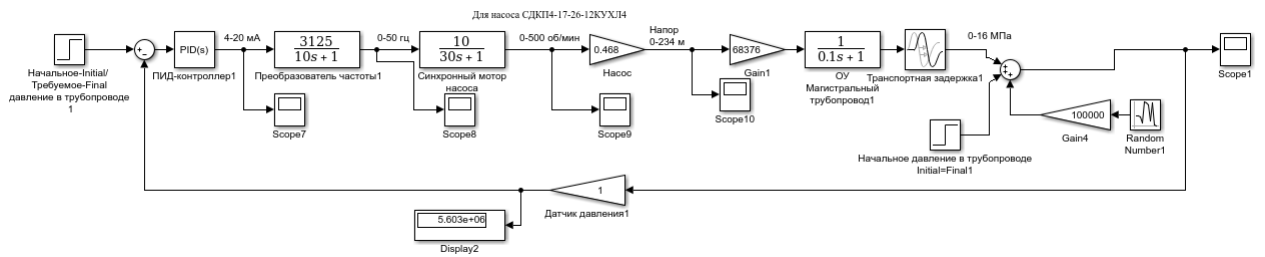 Для насоса СДКП4-17-26-12КУХЛ4
Начальное-Initial/
Требуемое-Final
давление в трубопроводе
1
PID(s)
ПИД-контроллер1
4-20 мА
Scope7
3125
10s + 1
Преобразователь частоты1
0-50 гц
Scope8
10
30s + 1
Синхронный мотор
насоса
0-500 об/мин
Scope9
0.468
Насос
Напор
0-234 м
Scope10
68376
Gain1
1
0.1s + 1
ОУ
Магистральный
трубопровод1
Транспортная задержка1
0-16 МПа
Scope1
Начальное давление в трубопроводе
Initial=Final1
100000
Gain4
Random
Number1
1
Датчик давления1
5.603e+06
Display2